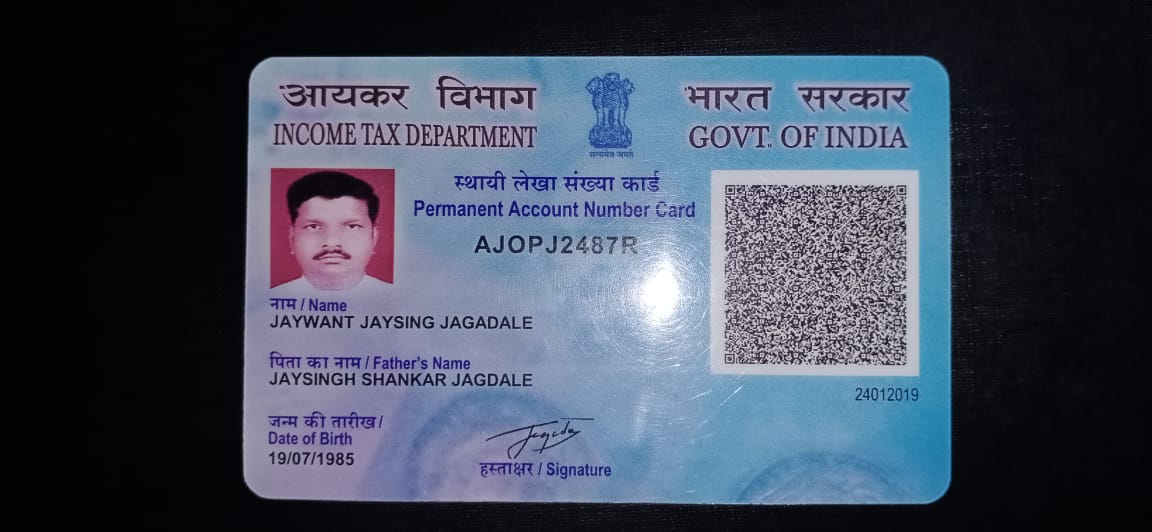 आयकर विभाग
INCOME TAX DEPARTMENT
सत्यमेव जयते
भारत सरकार
GOVT. OF INDIA
स्थायी लेखा संख्या कार्ड
Permanent Account Number Card
AJOPJ2487R
नाम / Name
JAYWANT JAYSING JAGADALE
पिता का नाम / Father's Name
JAYSINGH SHANKAR JAGDALE
24012019
जन्म की तारीख /
Date of Birth
19/07/1985
हस्ताक्षर / Signature